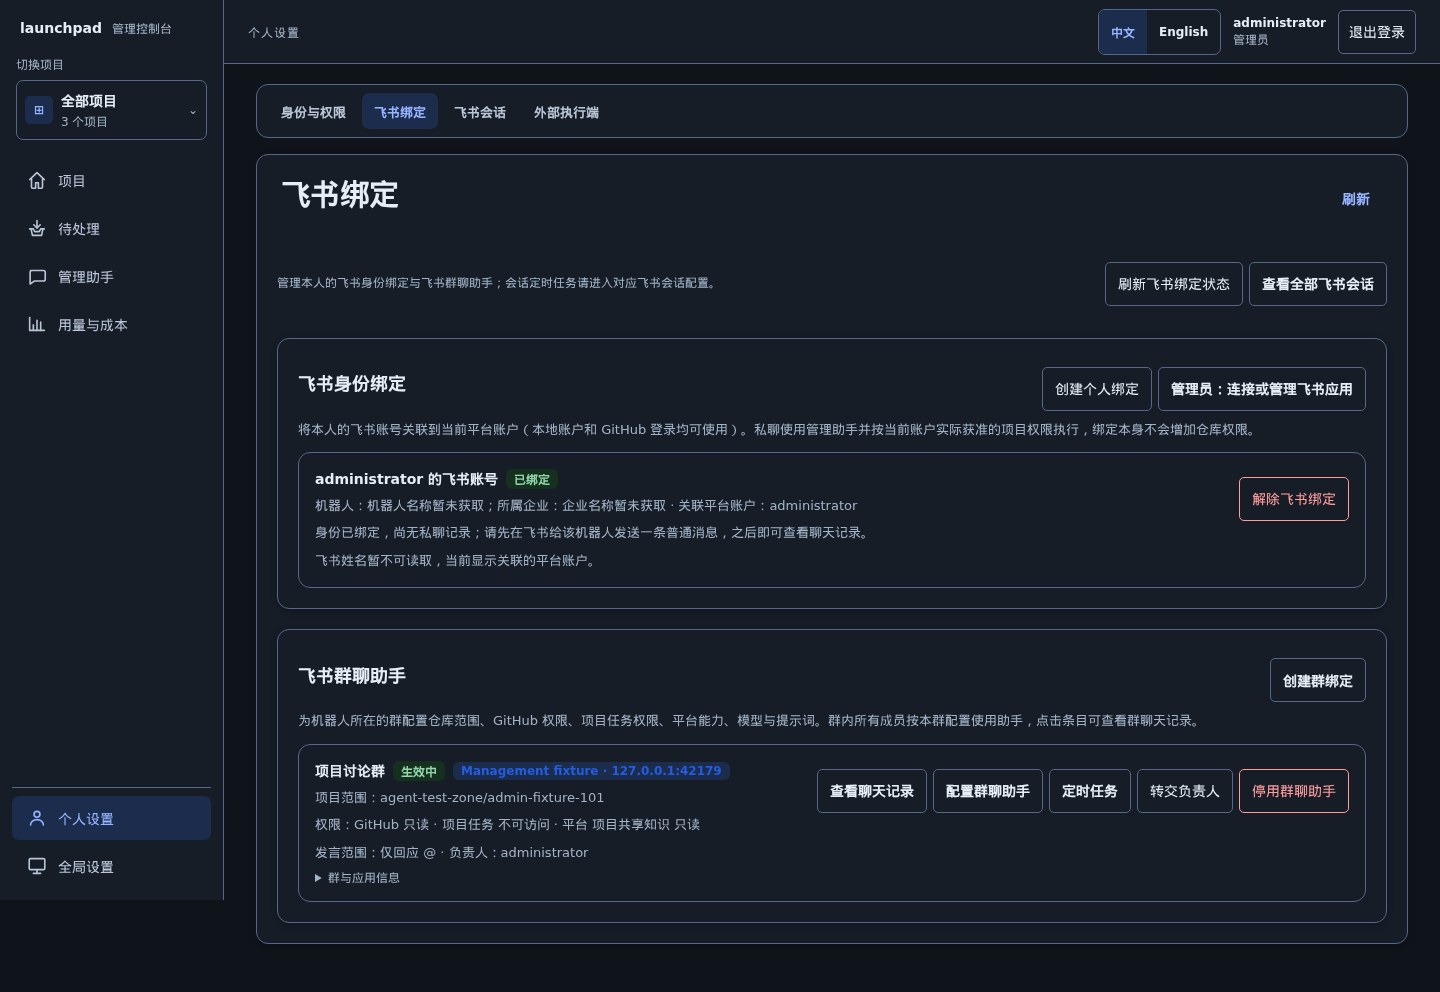 launchpad 管理控制台
切换项目
全部项目
3 个项目
项目
待处理
管理助手
用量与成本
个人设置
全局设置
个人设置
中文 English
administrator
管理员
退出登录
身份与权限 飞书绑定 飞书会话 外部执行端
飞书绑定
刷新
管理本人的飞书身份绑定与飞书群聊助手；会话定时任务请进入对应飞书会话配置。
刷新飞书绑定状态 查看全部飞书会话
飞书身份绑定
创建个人绑定 管理员：连接或管理飞书应用
将本人的飞书账号关联到当前平台账户（本地账户和 GitHub 登录均可使用）。私聊使用管理助手并按当前账户实际获准的项目权限执行，绑定本身不会增加仓库权限。
administrator 的飞书账号 已绑定
机器人：机器人名称暂未获取；所属企业：企业名称暂未获取 · 关联平台账户：administrator
身份已绑定，尚无私聊记录；请先在飞书给该机器人发送一条普通消息，之后即可查看聊天记录。
飞书姓名暂不可读取，当前显示关联的平台账户。
解除飞书绑定
飞书群聊助手
创建群绑定
为机器人所在的群配置仓库范围、GitHub 权限、项目任务权限、平台能力、模型与提示词。群内所有成员按本群配置使用助手，点击条目可查看群聊天记录。
项目讨论群 生效中 Management fixture · 127.0.0.1:42179
项目范围：agent-test-zone/admin-fixture-101
权限：GitHub 只读 · 项目任务 不可访问 · 平台 项目共享知识 只读
发言范围：仅回应 @ · 负责人：administrator
群与应用信息
查看聊天记录 配置群聊助手 定时任务 转交负责人 停用群聊助手